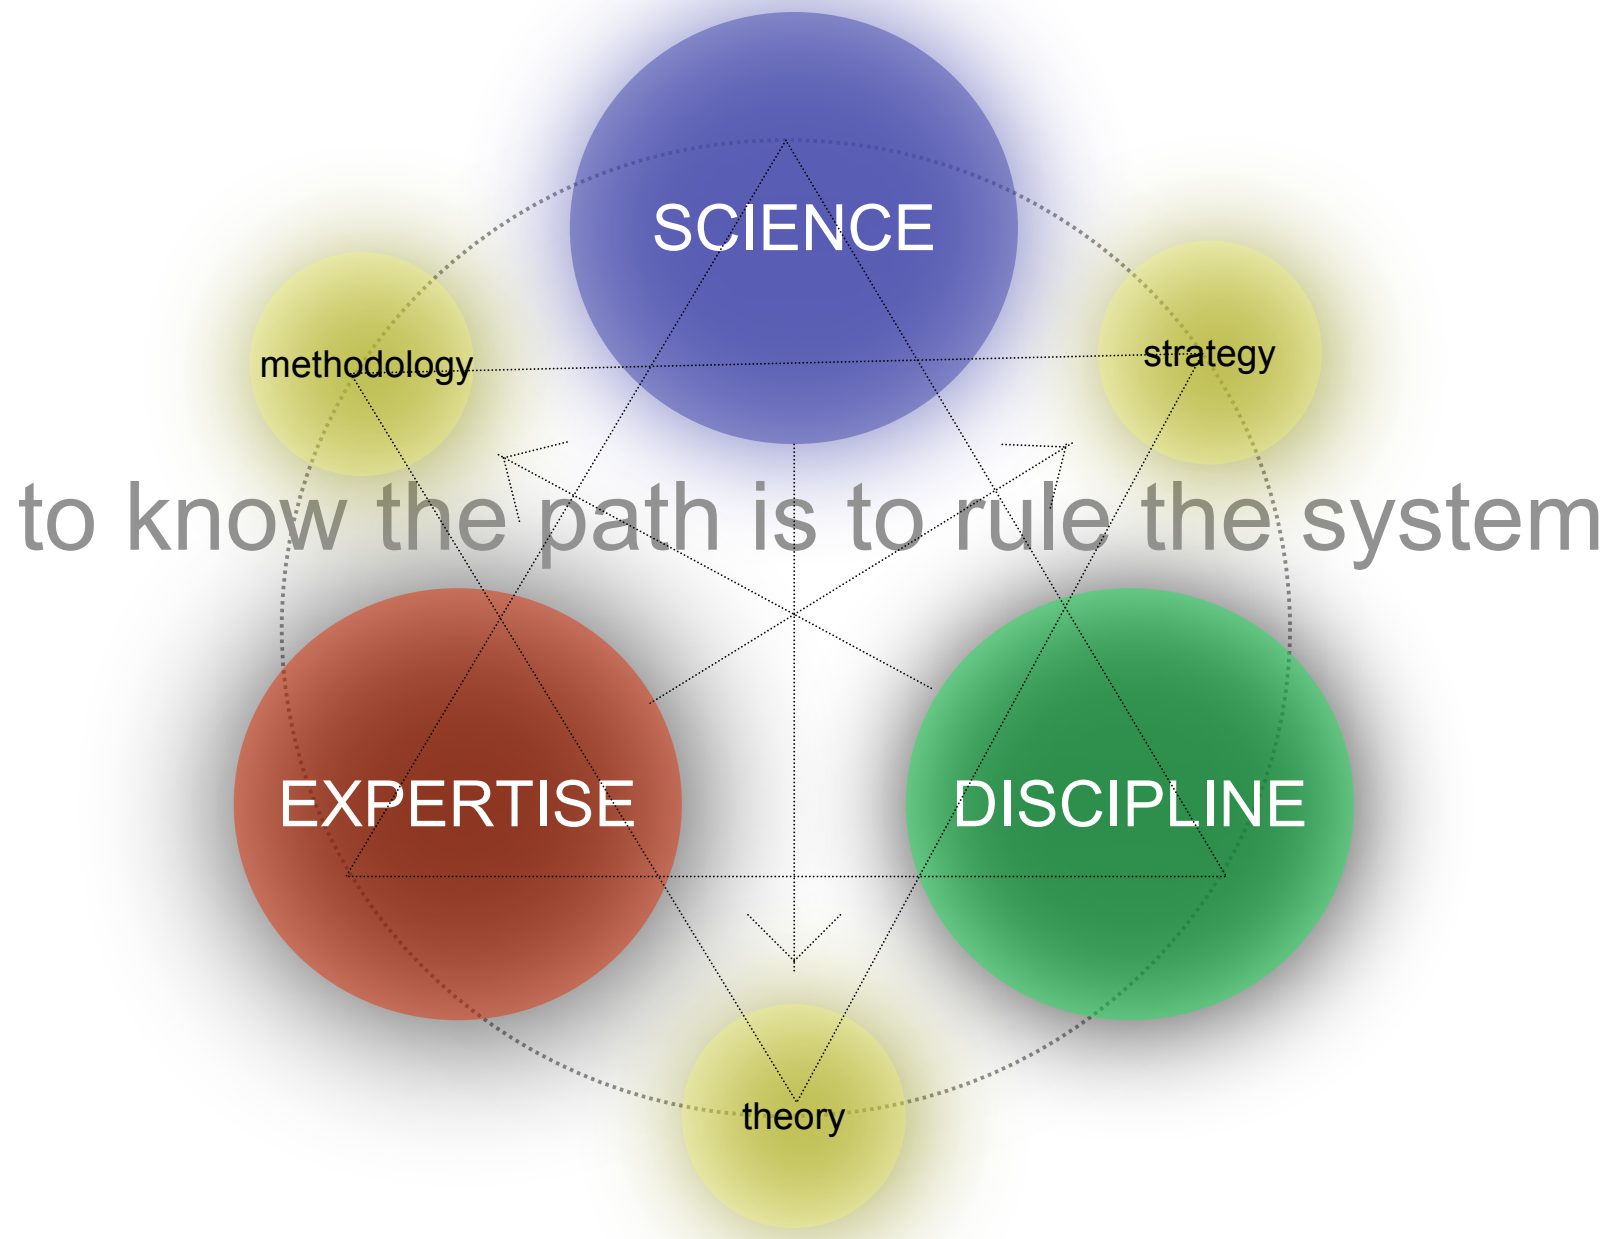 SCIENCE
methodology
strategy
to know the path is to rule the system
EXPERTISE
DISCIPLINE
theory